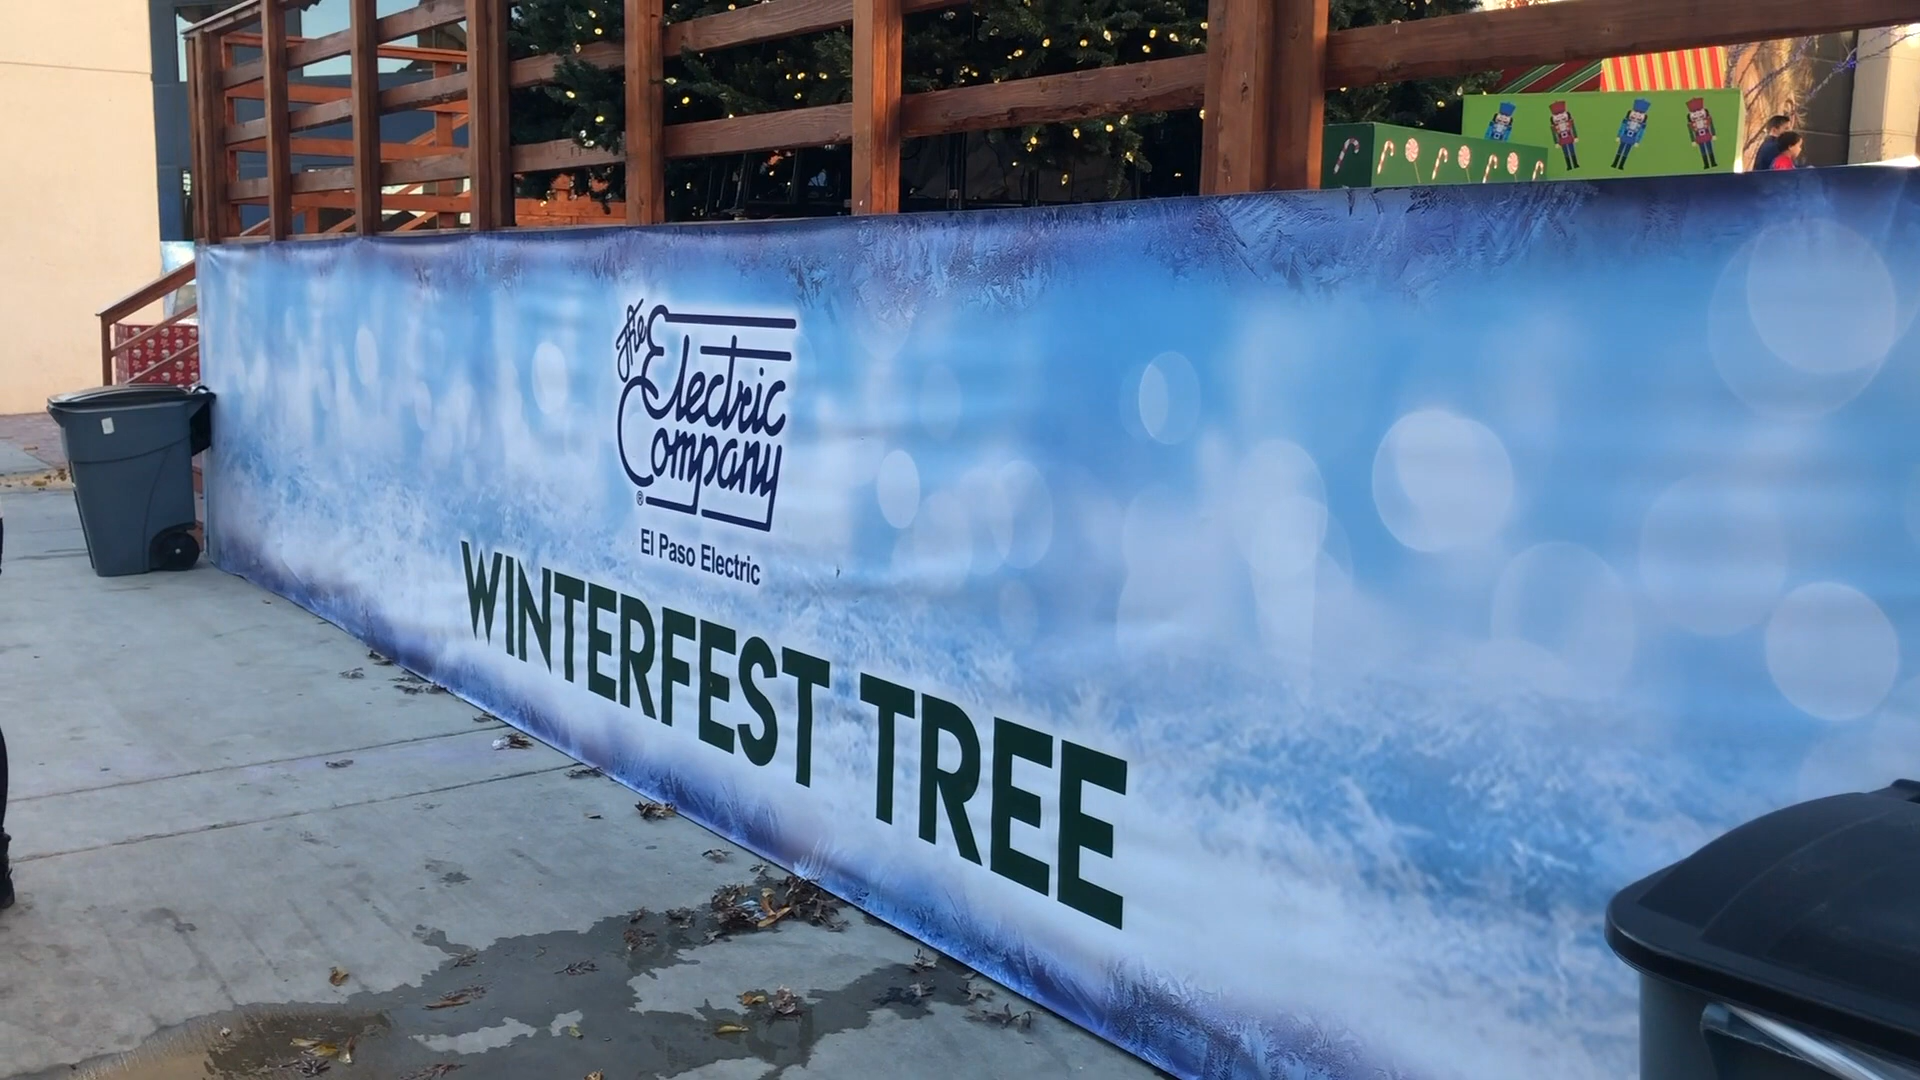 the
Electric
Company
®
El Paso Electric
WINTERFEST TREE